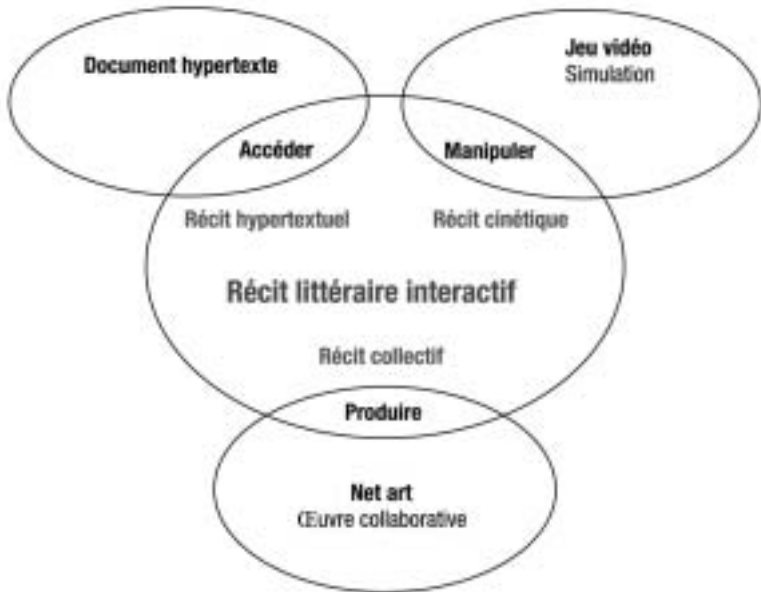 Document hypertexte
Jeu vidéo
Simulation
Accéder
Manipuler
Récit hypertextuel
Récit cinétique
Récit littéraire interactif
Récit collectif
Produire
Net art
Œuvre collaborative